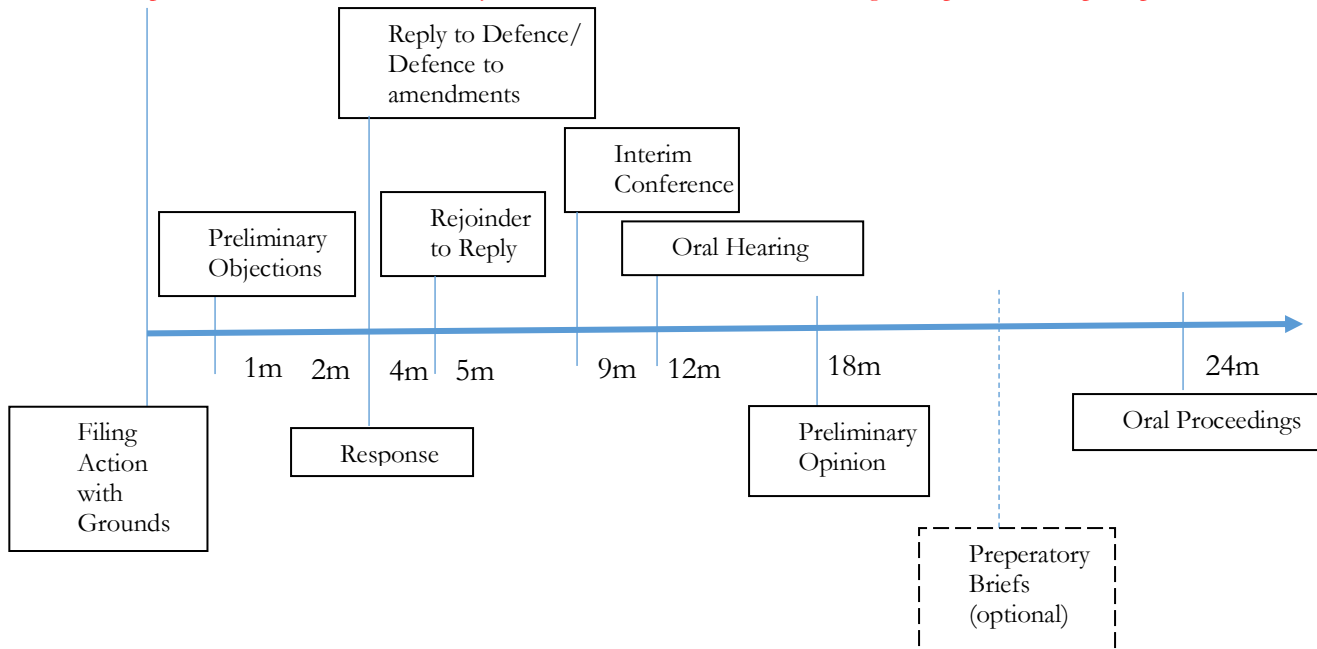 Reply to Defence/
Defence to
amendments
Interim
Conference
Preliminary
Objections
Rejoinder
to Reply
Oral Hearing
1m
2m
4m
5m
9m
12m
18m
24m
Filing
Action
with
Grounds
Response
Preliminary
Opinion
Oral Proceedings
Preperatory
Briefs
(optional)